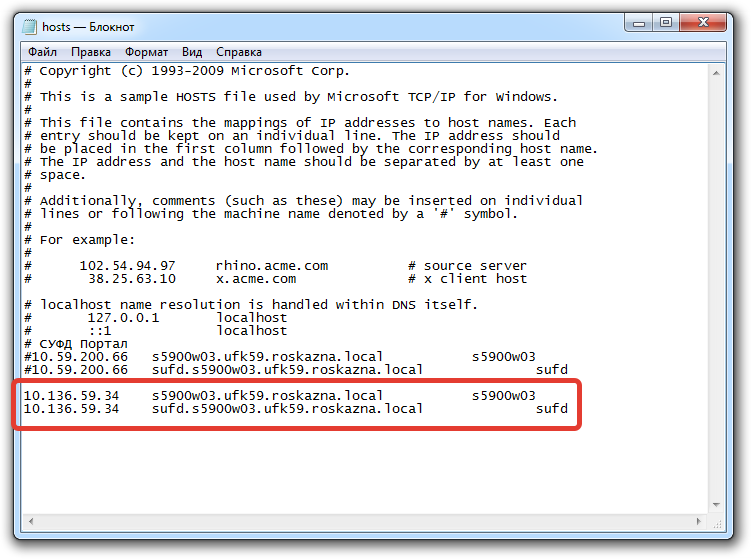 hosts — Блокнот
Файл Правка Формат Вид Справка
# Copyright (c) 1993-2009 Microsoft Corp.
#
# This is a sample HOSTS file used by Microsoft TCP/IP for Windows.
#
# This file contains the mappings of IP addresses to host names. Each
# entry should be kept on an individual line. The IP address should
# be placed in the first column followed by the corresponding host name.
# The IP address and the host name should be separated by at least one
# space.
#
# Additionally, comments (such as these) may be inserted on individual
# lines or following the machine name denoted by a '#' symbol.
#
# For example:
#
#      102.54.94.97     rhino.acme.com          # source server
#       38.25.63.10     x.acme.com              # x client host
# localhost name resolution is handled within DNS itself.
#       127.0.0.1       localhost
#       ::1             localhost
# СУФД Портал
#10.59.200.66   s5900w03.ufk59.roskazna.local           s5900w03
#10.59.200.66   sufd.s5900w03.ufk59.roskazna.local              sufd
10.136.59.34    s5900w03.ufk59.roskazna.local           s5900w03
10.136.59.34    sufd.s5900w03.ufk59.roskazna.local              sufd